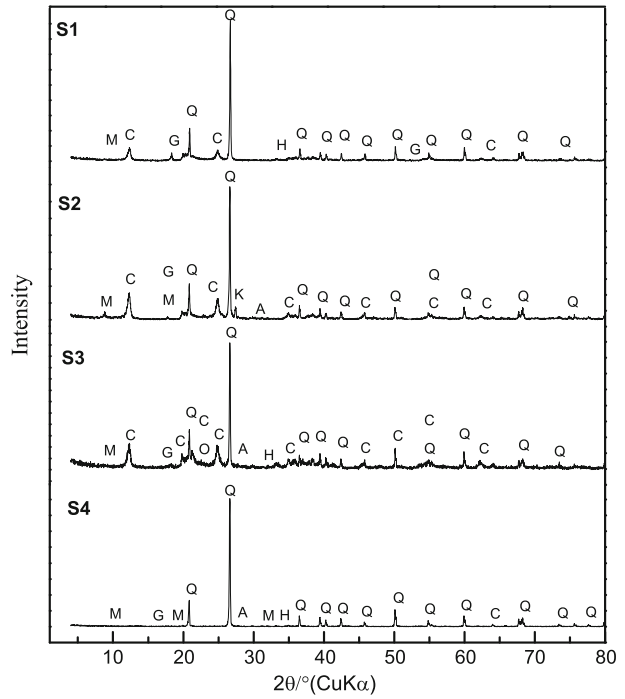 Q
S1
Q
M C G C H Q Q Q Q Q G Q Q C Q Q
Q
S2
G Q
Q
M C M C K A C Q Q Q C Q C Q C Q Q
Q
S3
Q C
C
M C G C O C A H C Q Q Q C C Q Q C Q Q
Q
S4
Q
M G M A M H Q Q Q Q Q Q Q C Q Q Q
Intensity
10 20 30 40 50 60 70 80
2θ/°(CuKα)